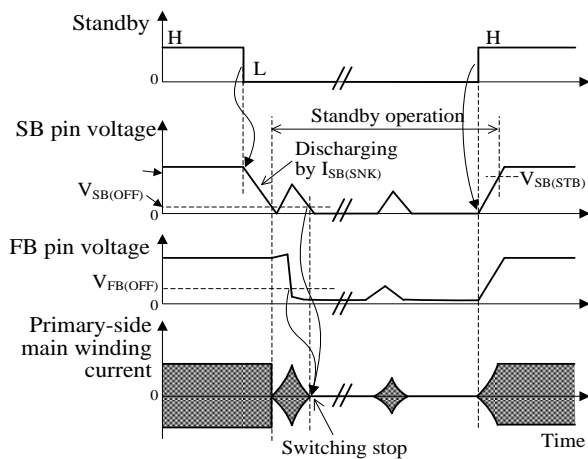 Standby
H
H
L
0
Standby operation
SB pin voltage
Discharging
by I_SB(SNK)
V_SB(OFF)
V_SB(STB)
0
FB pin voltage
V_FB(OFF)
0
Primary-side
main winding
current
0
Time
Switching stop